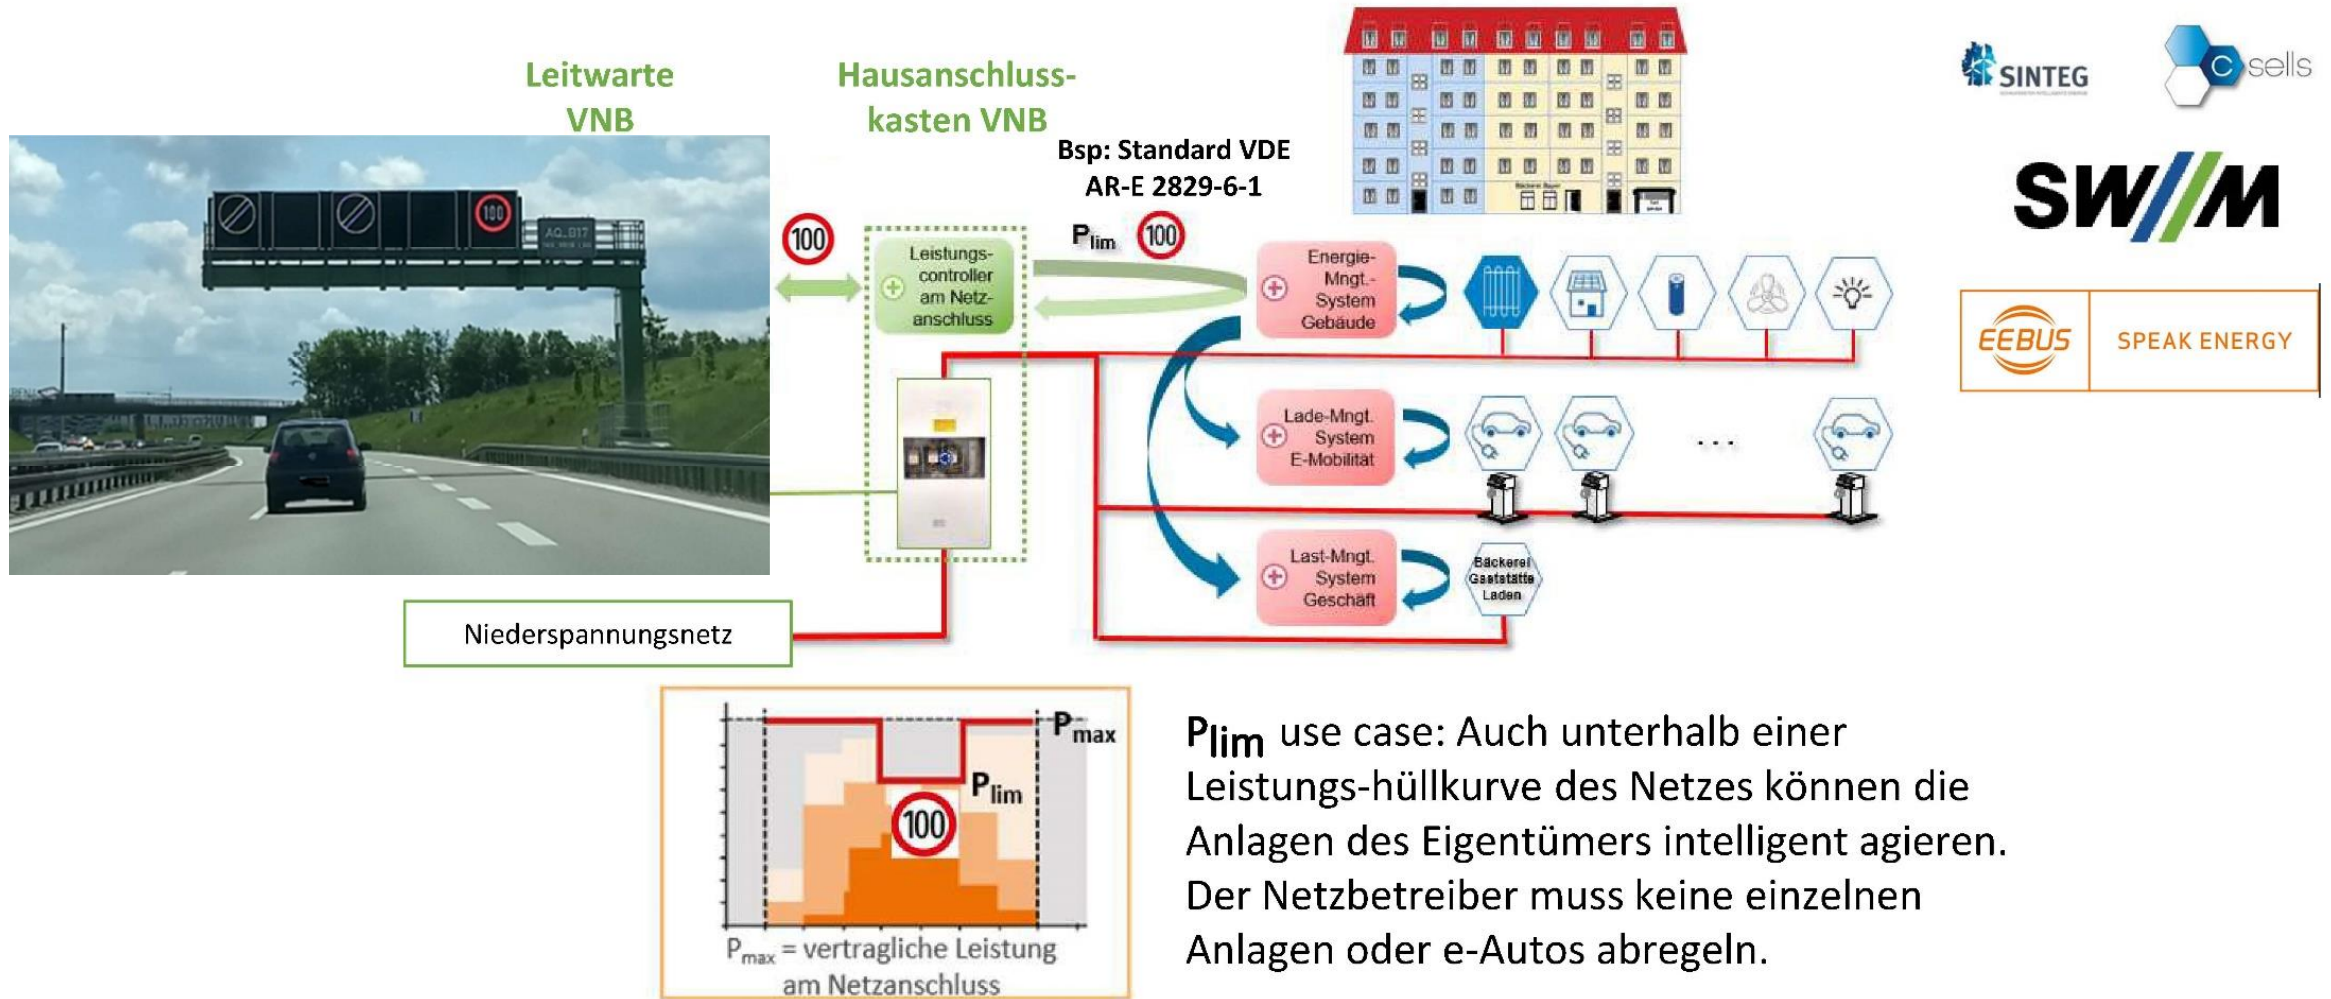 Leitwarte
VNB
Hausanschluss-
kasten VNB
Bsp: Standard VDE
AR-E 2829-6-1
SINTEG
C sells
SW//M
EEBUS
SPEAK ENERGY
100
AQ_B17
100
Leistungs-
controller
am Netz-
anschluss
Plim 100
Energie-
Mngt.-
System
Gebäude
Lade-Mngt.
System
E-Mobilität
...
Last-Mngt.
System
Geschäft
Bäckerei
Gaststätte
Laden
Niederspannungsnetz
Pmax
Plim
100
Pmax = vertragliche Leistung
am Netzanschluss
Plim use case: Auch unterhalb einer
Leistungs-hüllkurve des Netzes können die
Anlagen des Eigentümers intelligent agieren.
Der Netzbetreiber muss keine einzelnen
Anlagen oder e-Autos abregeln.